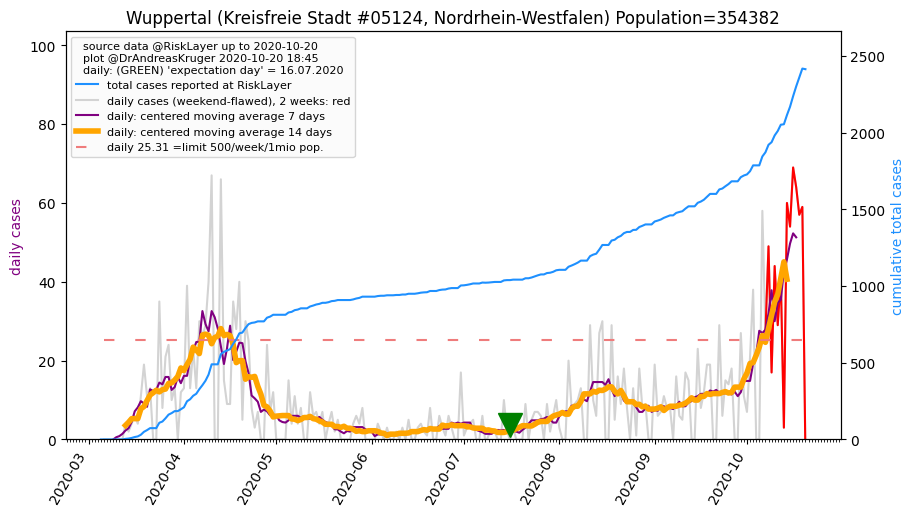 Wuppertal (Kreisfreie Stadt #05124, Nordrhein-Westfalen) Population=354382
source data @RiskLayer up to 2020-10-20
plot @DrAndreasKruger 2020-10-20 18:45
daily: (GREEN) 'expectation day' = 16.07.2020
total cases reported at RiskLayer
daily cases (weekend-flawed), 2 weeks: red
daily: centered moving average 7 days
daily: centered moving average 14 days
daily 25.31 =limit 500/week/1mio pop.
daily cases
100
80
60
40
20
0
2500
2000
1500
1000
500
0
cumulative total cases
2020-03
2020-04
2020-05
2020-06
2020-07
2020-08
2020-09
2020-10